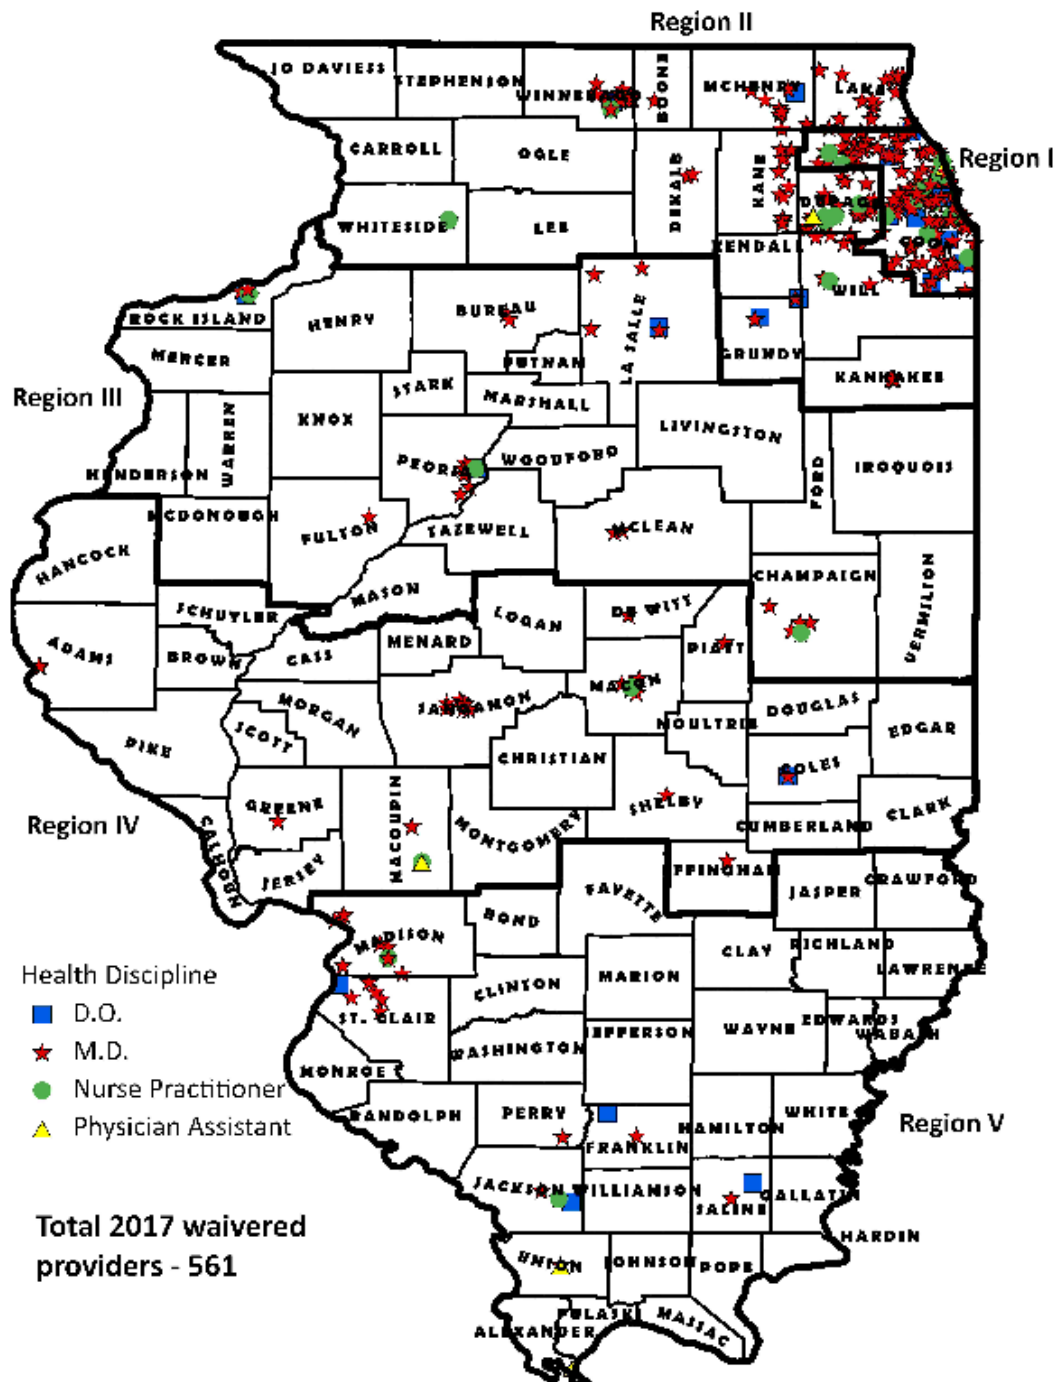 Region II
JO DAVIESS
STEPHENSON
WINNEBAGO
BOONE
MCHENRY
LAKE
CARROLL
OGLE
DEKALB
KANE
Region I
DUPAGE
COOK
WHITESIDE
LEE
KENDALL
WILL
ROCK ISLAND
HENRY
BUREAU
LA SALLE
GRUNDY
MERCER
PUTNAM
KANKAKEE
STARK
MARSHALL
Region III
KNOX
LIVINGSTON
HENDERSON
WARREN
PEORIA
WOODFORD
FORD
IROQUOIS
MCDONOUGH
FULTON
TAZEWELL
MCLEAN
HANCOCK
MASON
CHAMPAIGN
VERMILION
SCHUYLER
LOGAN
DE WITT
ADAMS
BROWN
CASS
MENARD
PIATT
MACON
MORGAN
SANGAMON
DOUGLAS
PIKE
SCOTT
MOULTRIE
EDGAR
CHRISTIAN
COLES
Region IV
GREENE
MACOUPIN
MONTGOMERY
SHELBY
CUMBERLAND
CLARK
CALHOUN
JERSEY
FFINGHAM
JASPER
CRAWFORD
FAYETTE
BOND
MADISON
CLAY
RICHLAND
LAWRENCE
Health Discipline
D.O.
M.D.
Nurse Practitioner
Physician Assistant
CLINTON
MARION
ST. CLAIR
WAYNE
EDWARDS
WABASH
WASHINGTON
JEFFERSON
MONROE
RANDOLPH
PERRY
FRANKLIN
HAMILTON
WHITE
Region V
JACKSON
WILLIAMSON
SALINE
GALLATIN
HARDIN
Total 2017 waivered
providers - 561
UNION
JOHNSON
POPE
ALEXANDER
PULASKI
MASSAC